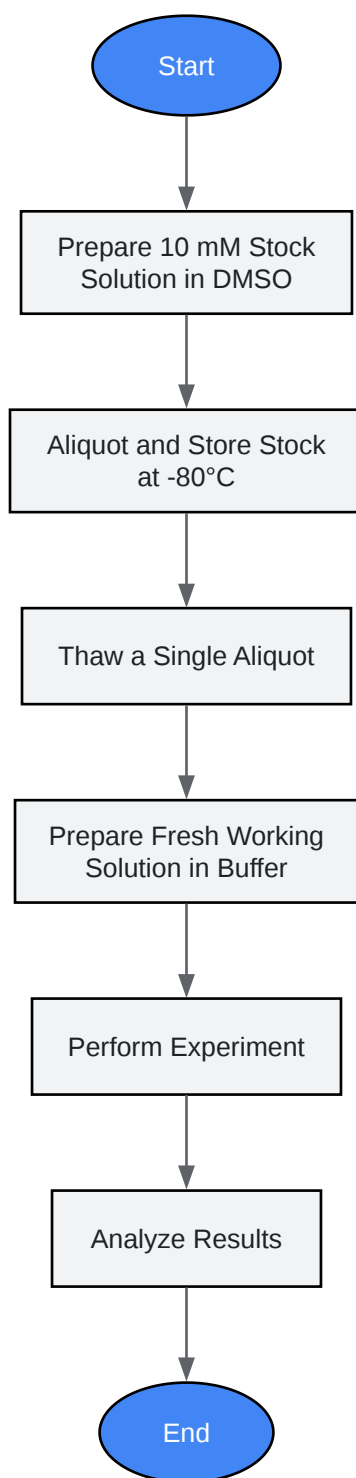 Start
Prepare 10 mM Stock
Solution in DMSO
Aliquot and Store Stock
at -80°C
Thaw a Single Aliquot
Prepare Fresh Working
Solution in Buffer
Perform Experiment
Analyze Results
End